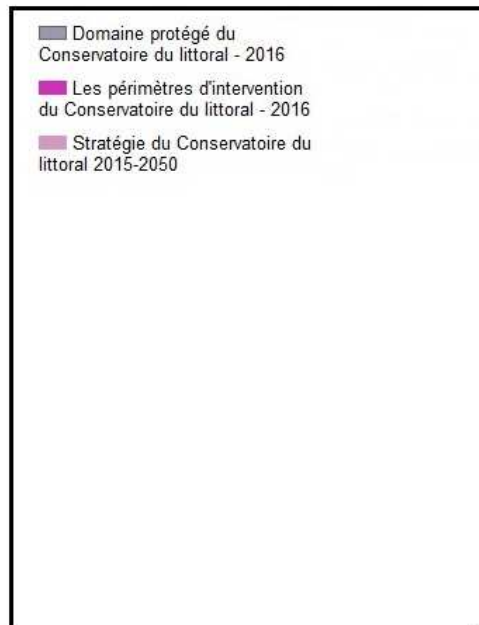 Domaine protégé du
Conservatoire du littoral - 2016
Les périmètres d'intervention
du Conservatoire du littoral - 2016
Stratégie du Conservatoire du
littoral 2015-2050